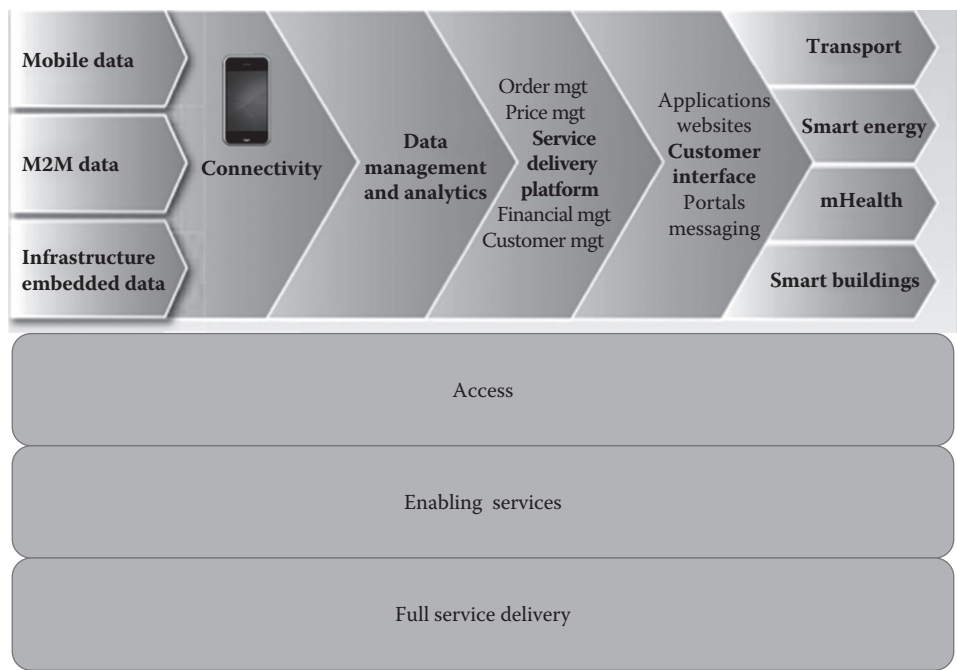 Mobile data
M2M data
Infrastructure
embedded data
Connectivity
Data
management
and analytics
Order mgt
Price mgt
Service
delivery
platform
Financial mgt
Customer mgt
Applications
websites
Customer
interface
Portals
messaging
Transport
Smart energy
mHealth
Smart buildings
Access
Enabling services
Full service delivery